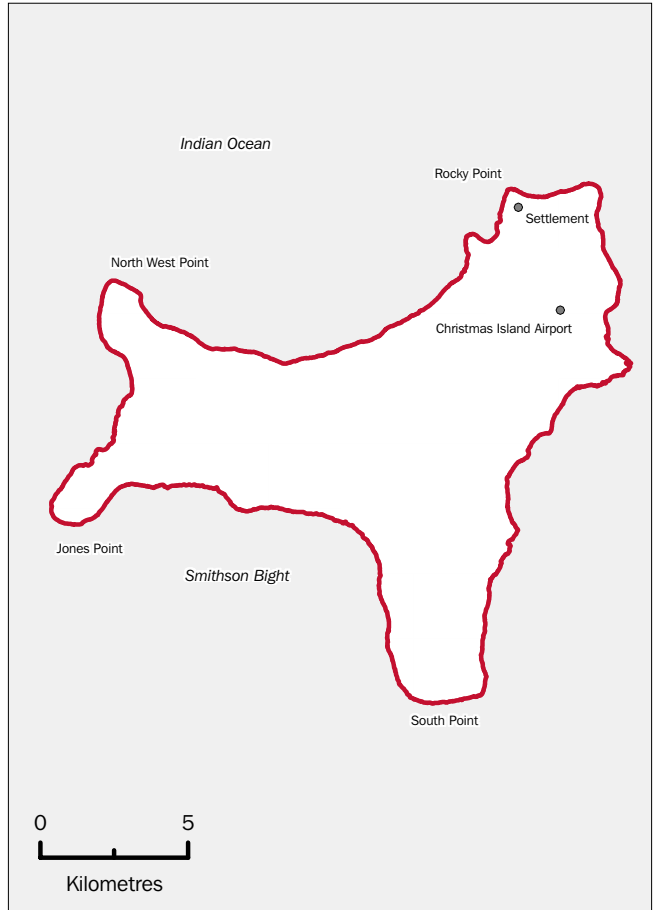 Indian Ocean
Rocky Point
Settlement
North West Point
Christmas Island Airport
Jones Point
Smithson Bight
South Point
0 5
Kilometres